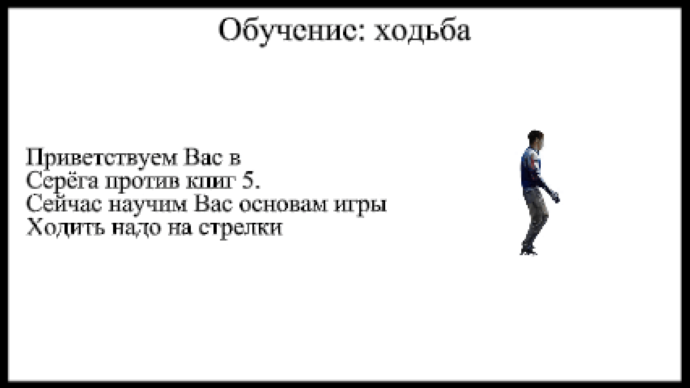 Обучение: ходьба
Приветствуем Вас в
Серёга против книг 5.
Сейчас научим Вас основам игры
Ходить надо на стрелки